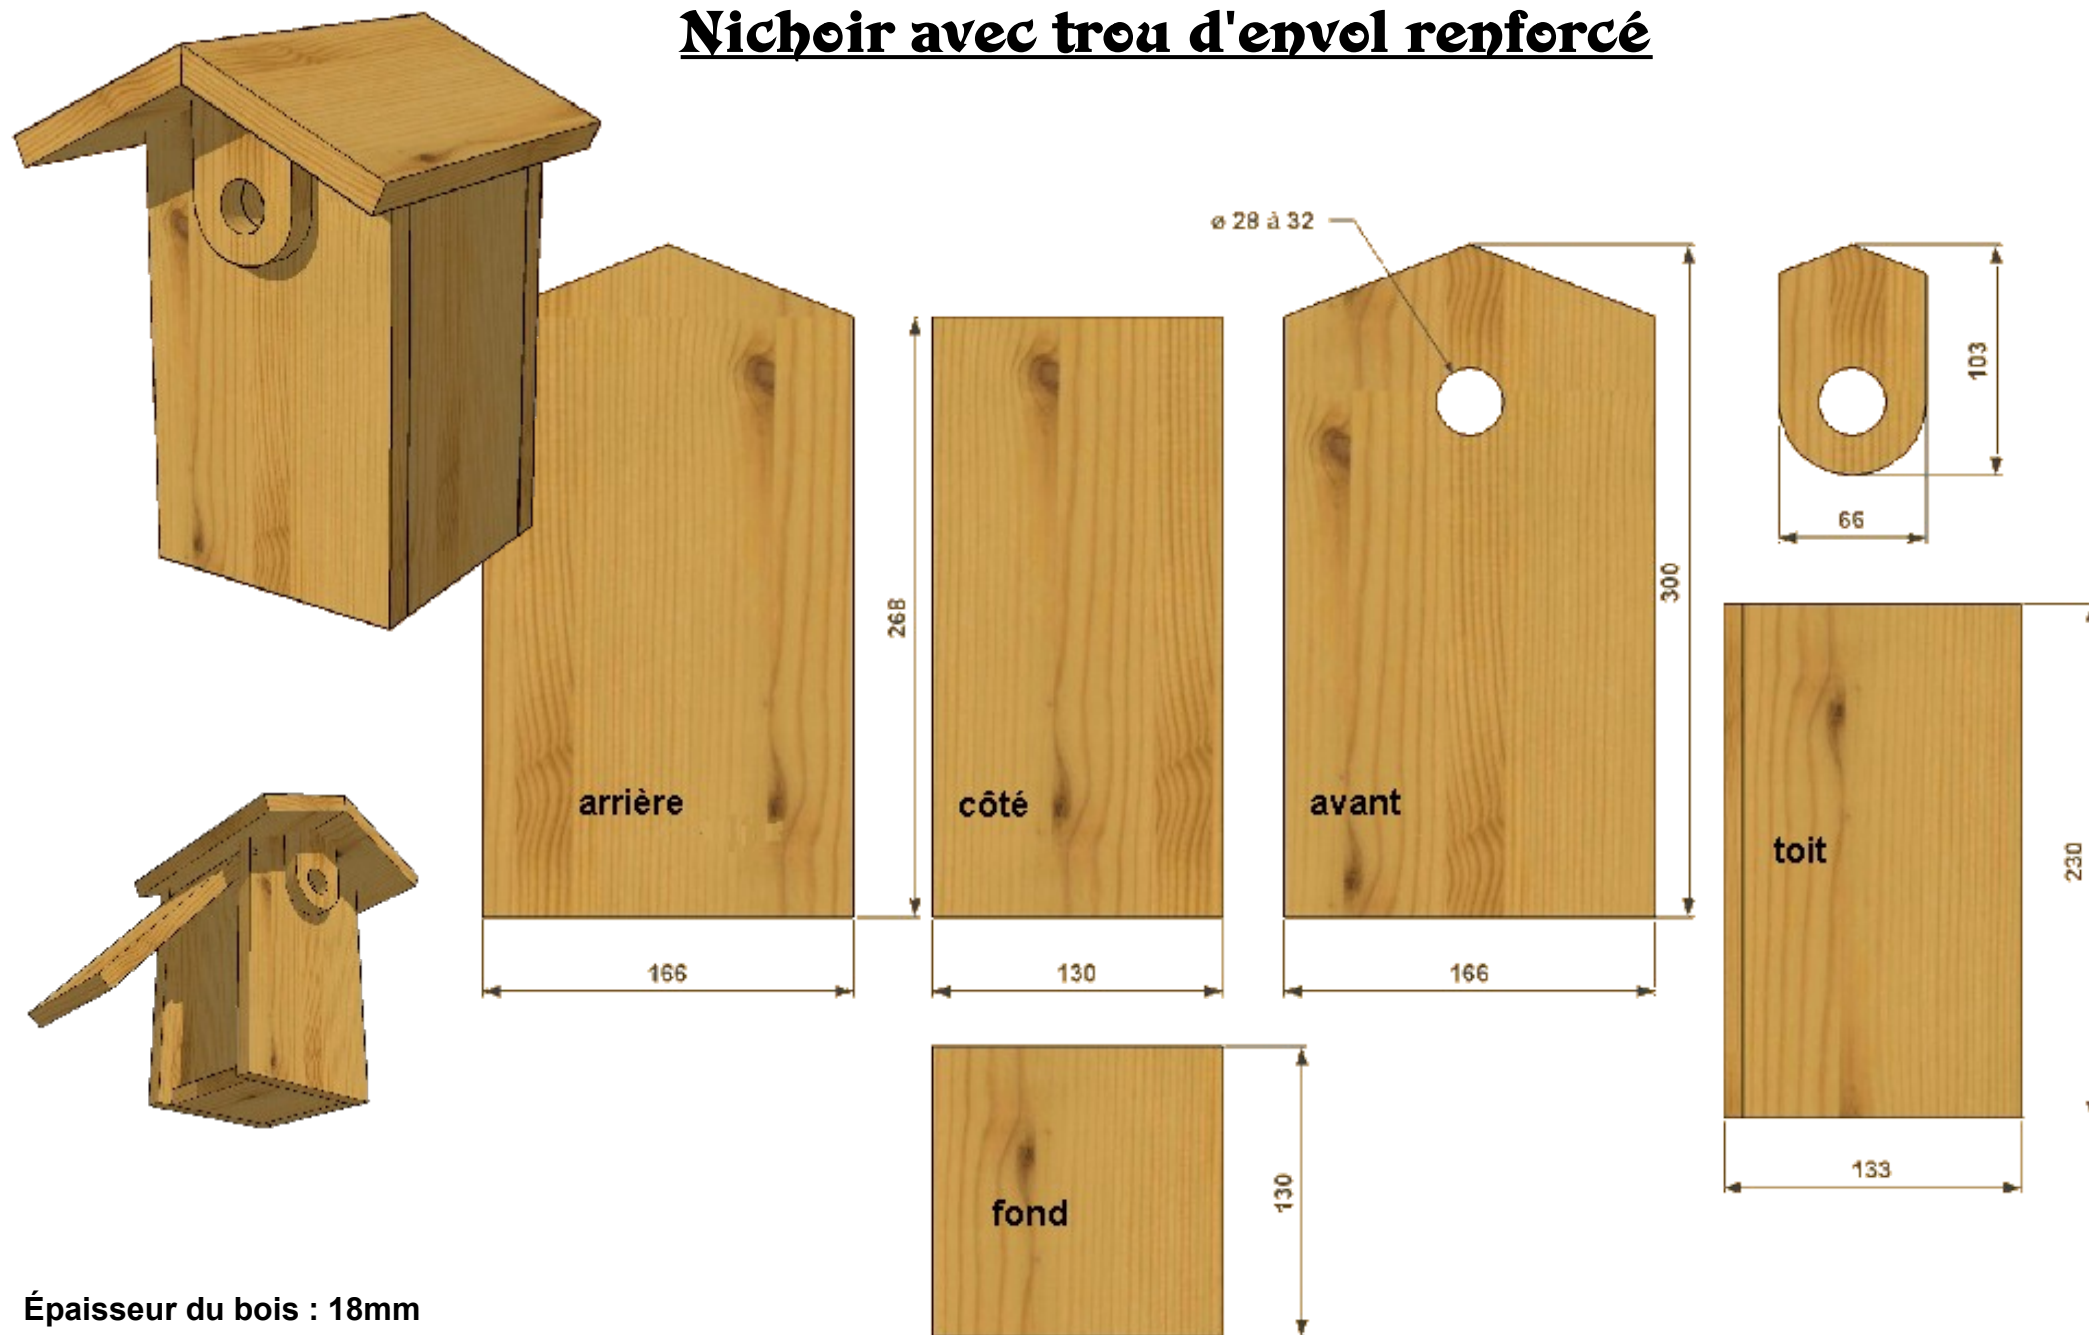 Nichoir avec trou d'envol renforcé
ø 28 à 32
103
66
268
300
arrière
côté
avant
toit
230
166
130
166
133
130
fond
Épaisseur du bois : 18mm